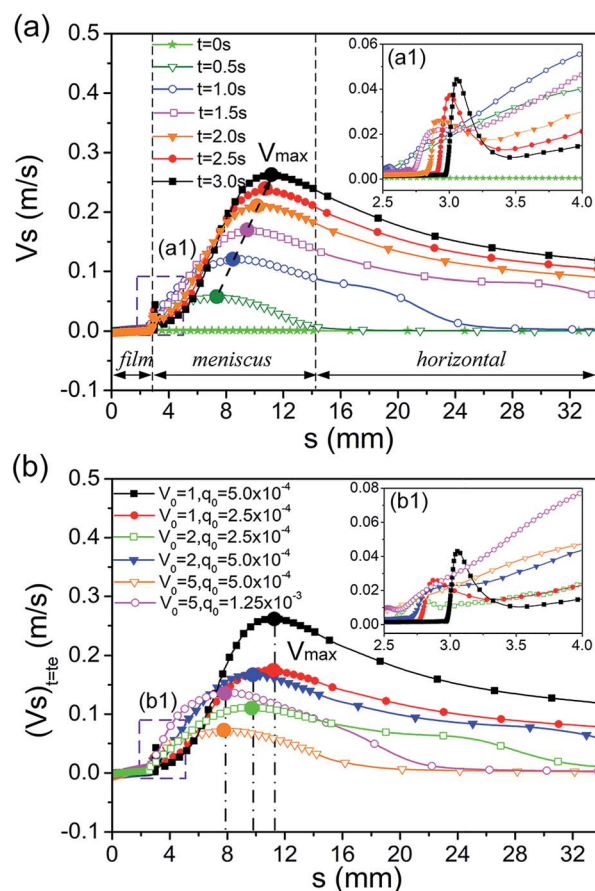 (a)
0.5
t=0s
t=0.5s
t=1.0s
t=1.5s
t=2.0s
t=2.5s
t=3.0s
0.4
0.3
0.2
0.1
0.0
-0.1
Vs (m/s)
Vmax
(a1)
film
meniscus
horizontal
0 4 8 12 16 20 24 28 32
s (mm)
(a1)
0.06
0.04
0.02
0.00
2.5 3.0 3.5 4.0
(b)
0.5
V0=1,q0=5.0x10-4
V0=1,q0=2.5x10-4
V0=2,q0=2.5x10-4
V0=2,q0=5.0x10-4
V0=5,q0=5.0x10-4
V0=5,q0=1.25x10-3
0.4
0.3
0.2
0.1
0.0
-0.1
(Vs)t=te (m/s)
Vmax
(b1)
0 4 8 12 16 20 24 28 32
s (mm)
(b1)
0.08
0.06
0.04
0.02
0.00
2.5 3.0 3.5 4.0